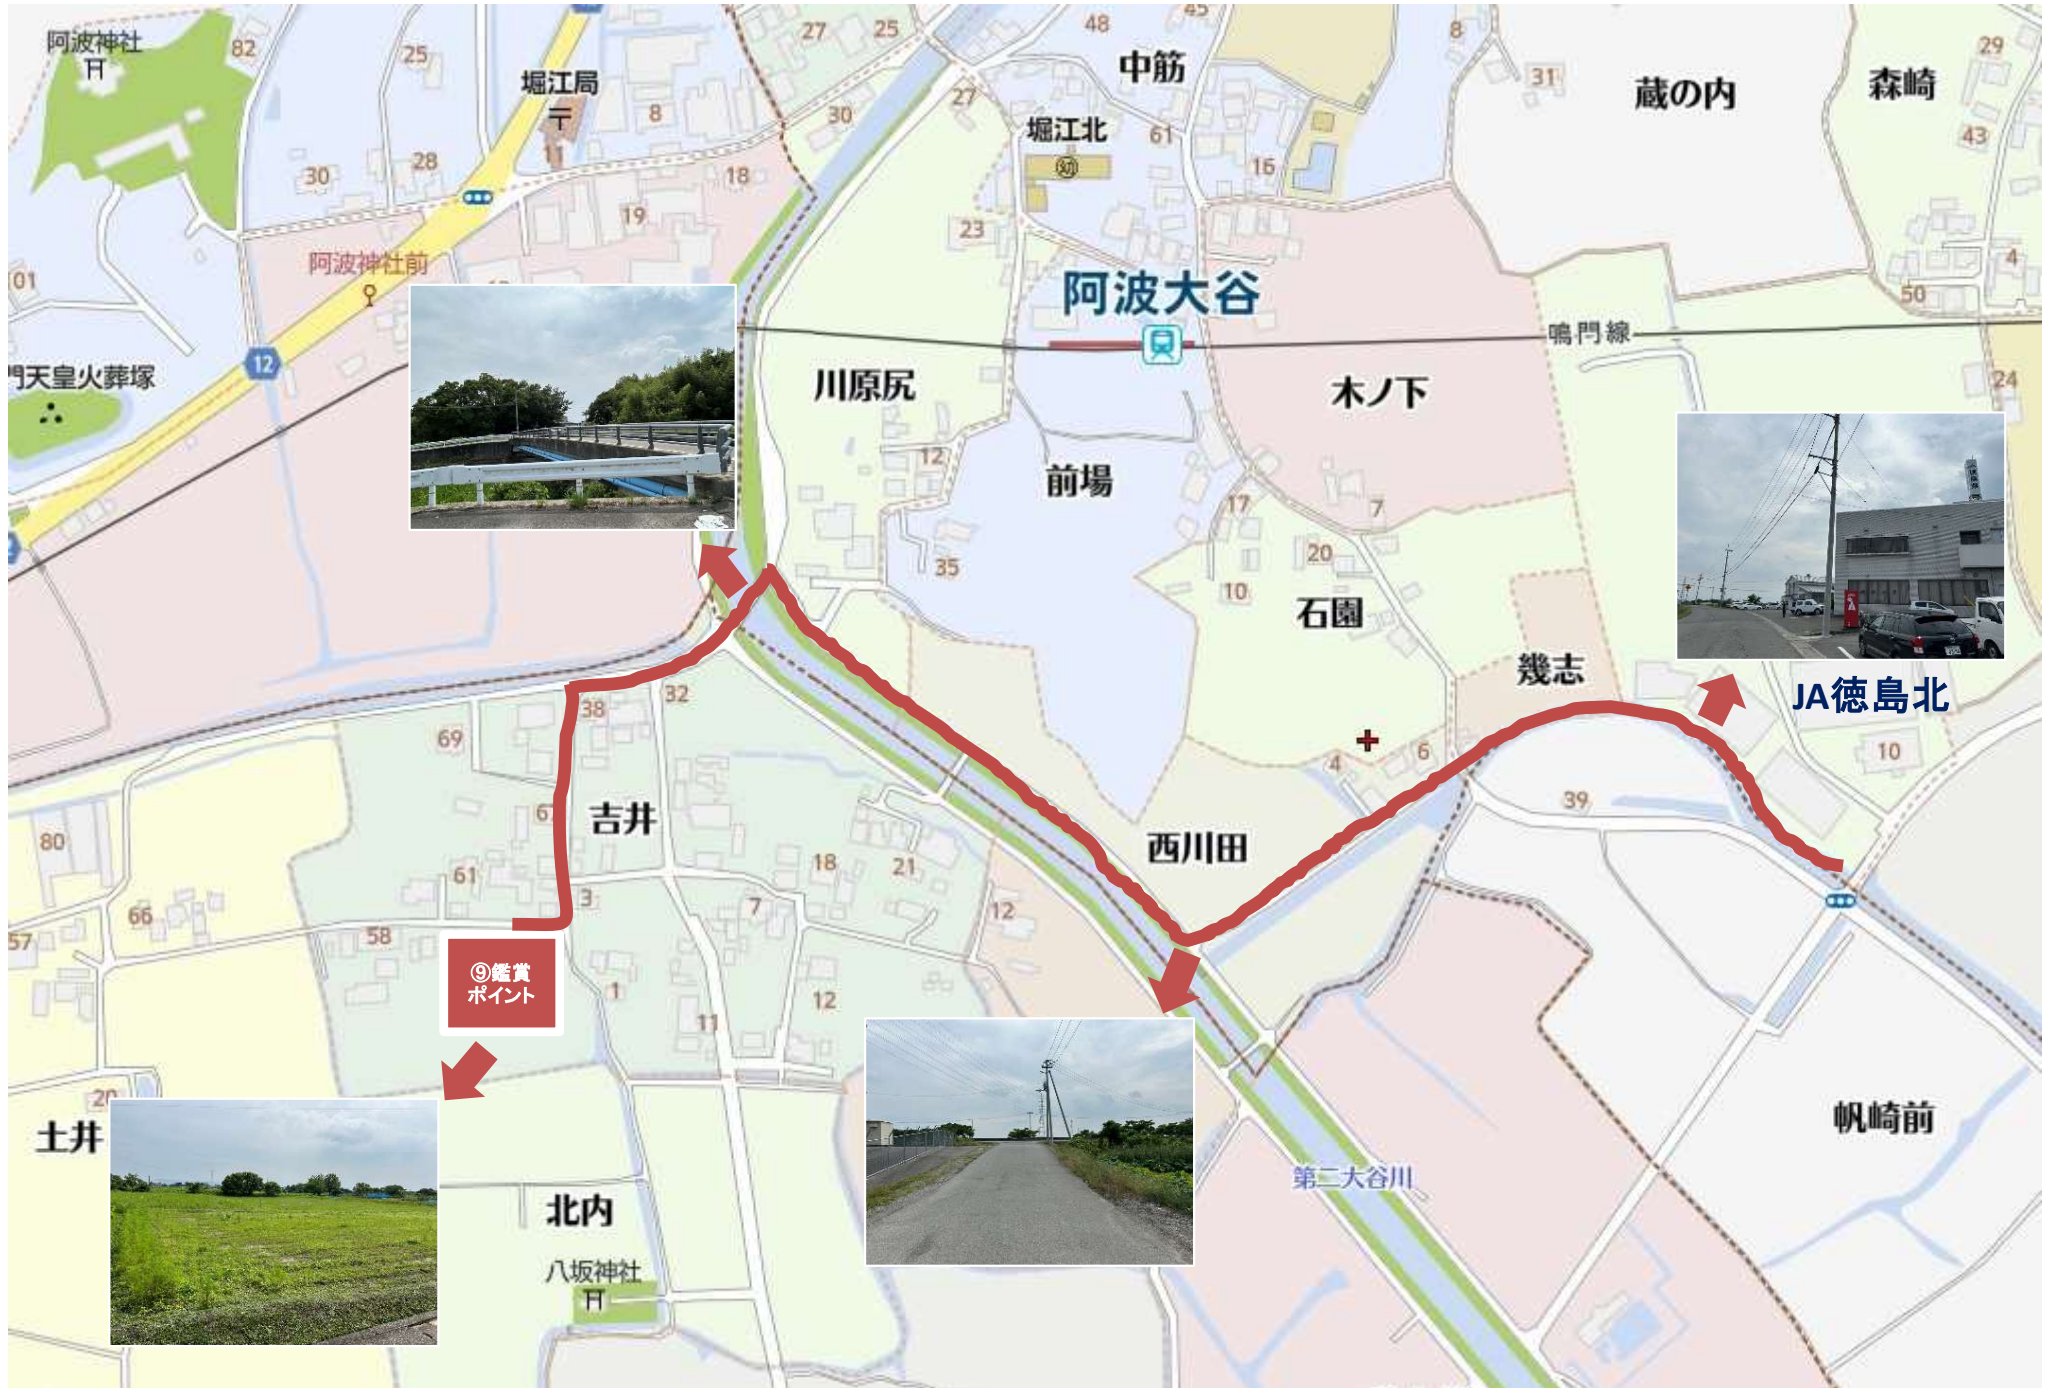 阿波神社
82
25
堀江局
27
25
48
45
中筋
8
31
蔵の内
29
森崎
43
8
11
30
28
30
18
19
27
堀江北
幼
61
16
23
4
50
01
阿波神社前
阿波大谷
鳴門線
12
門天皇火葬塚
川原尻
木ノ下
24
12
前場
17
7
35
20
10
石園
幾志
JA徳島北
32
38
69
67
吉井
4
6
10
39
80
西川田
18
21
61
3
7
12
66
57
58
⑨鑑賞
ポイント
1
12
11
20
土井
帆崎前
第二大谷川
北内
八坂神社